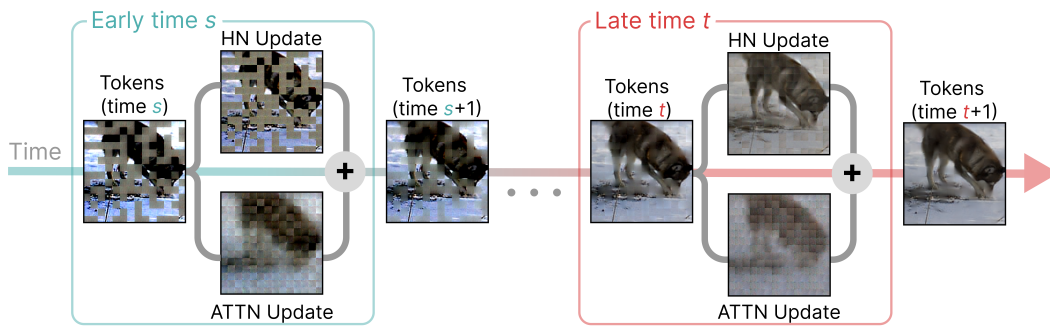 Early time s
HN Update
Tokens
(time s)
Tokens
(time s+1)
Time
+
ATTN Update
Late time t
HN Update
Tokens
(time t)
Tokens
(time t+1)
+
ATTN Update